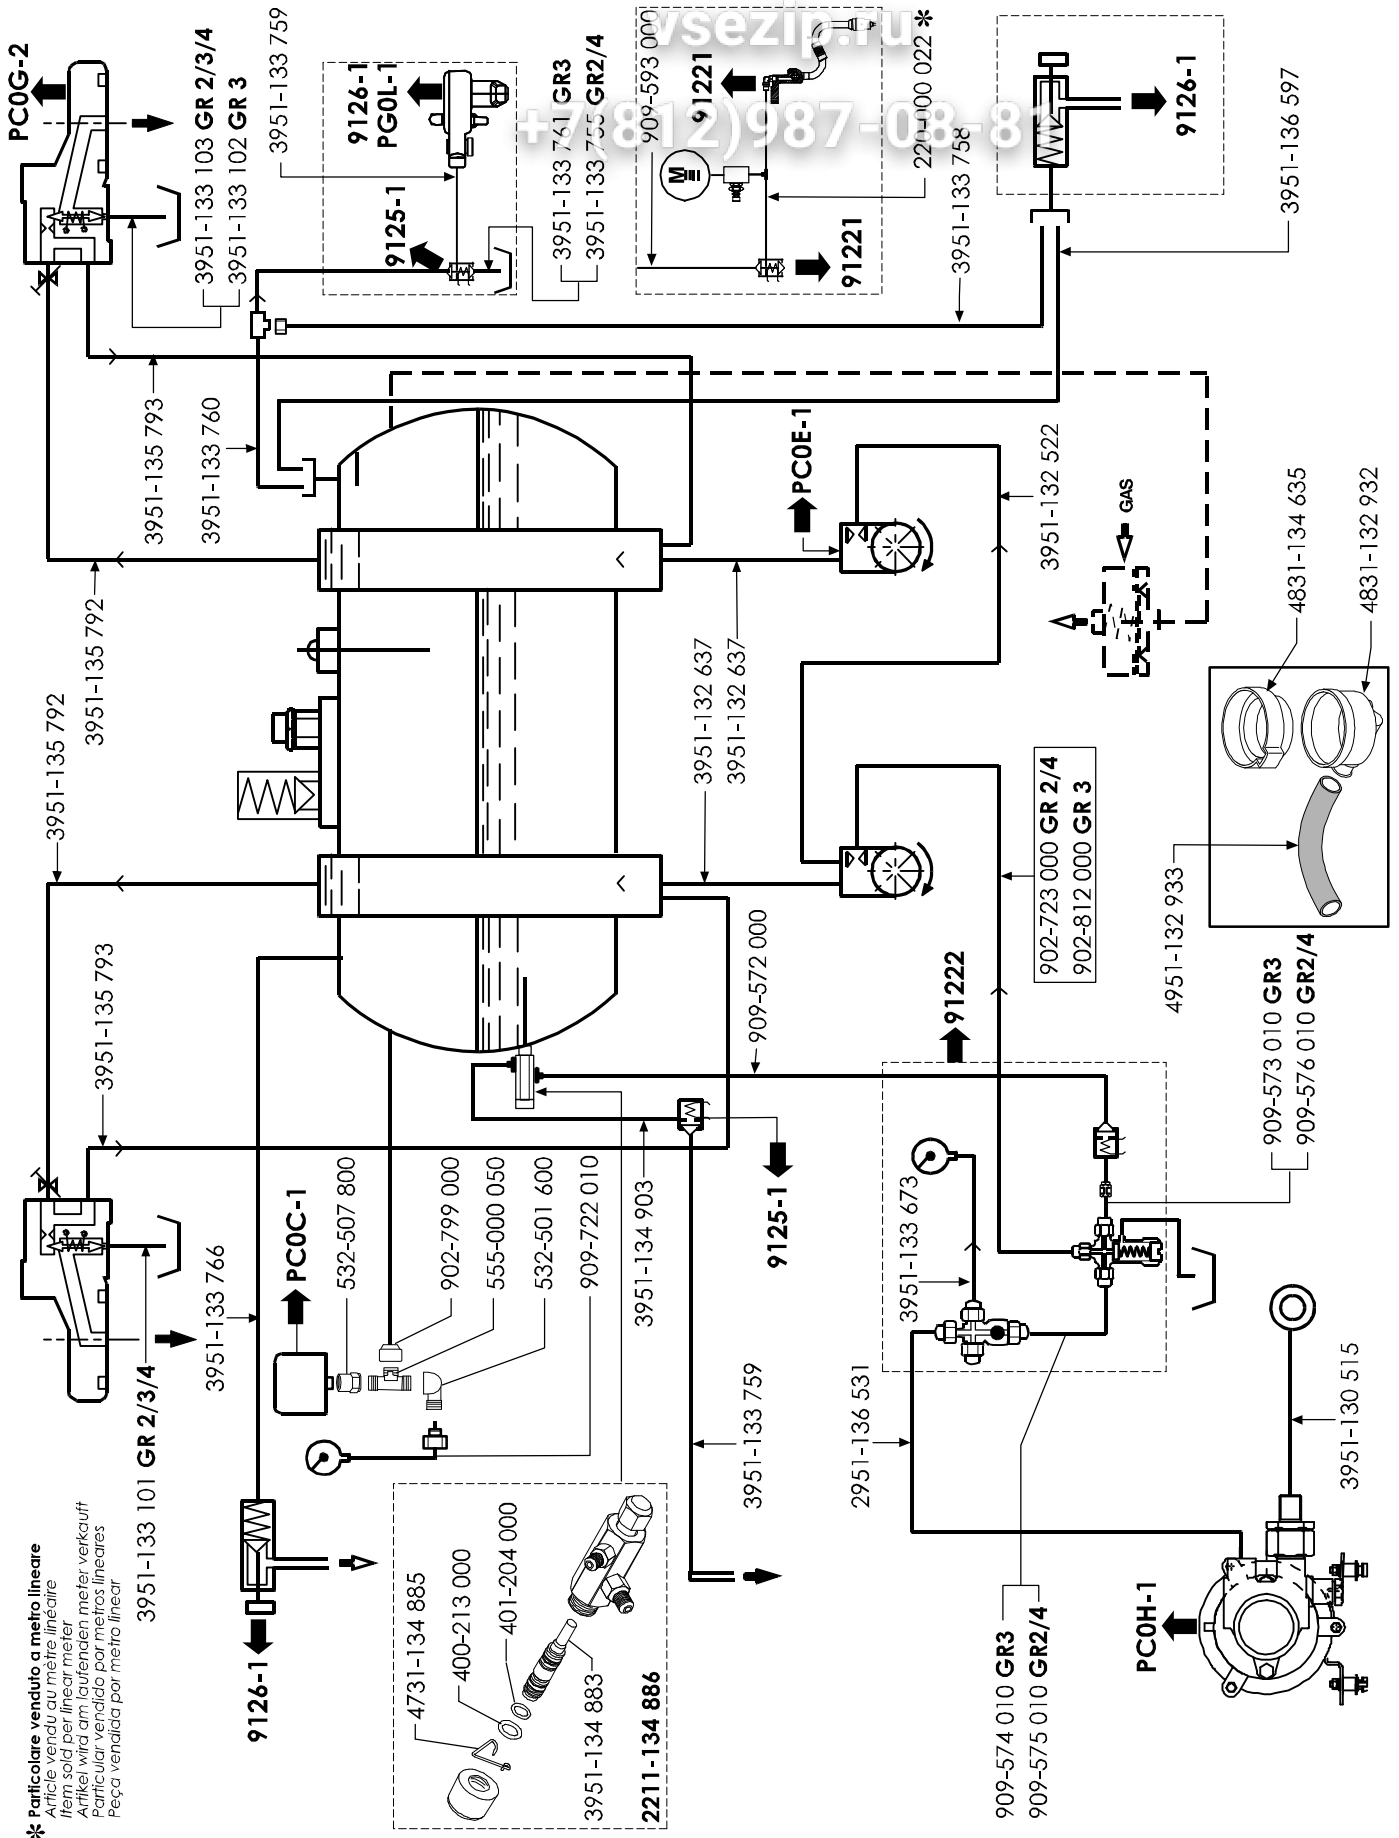 vsezip.ru
+7(812)987-08-81
PC0G-2
3951-133 103 GR 2/3/4
3951-133 102 GR 3
3951-133 759
9126-1
PG0L-1
9125-1
3951-133 761 GR3
3951-133 755 GR2/4
909-593 000
91221
220-000 022 *
91221
3951-133 758
9126-1
3951-136 597
3951-135 793
3951-133 760
3951-135 792
3951-135 792
PC0E-1
3951-132 522
GAS
3951-132 637
3951-132 637
4831-134 635
4831-132 932
4951-132 933
902-723 000 GR 2/4
902-812 000 GR 3
3951-135 793
909-572 000
91222
909-573 010 GR3
909-576 010 GR2/4
3951-133 101 GR 2/3/4
3951-133 766
PC0C-1
532-507 800
902-799 000
555-000 050
532-501 600
909-722 010
3951-134 903
9125-1
3951-133 673
3951-133 759
2951-136 531
3951-130 515
9126-1
4731-134 885
400-213 000
401-204 000
3951-134 883
2211-134 886
909-574 010 GR3
909-575 010 GR2/4
PC0H-1
* Particolare venduto a metro lineare
Article vendu au mètre linéaire
Item sold per linear meter
Artikel wird am laufenden meter verkauft
Particular vendido por metros lineares
Peça vendida por metro linear